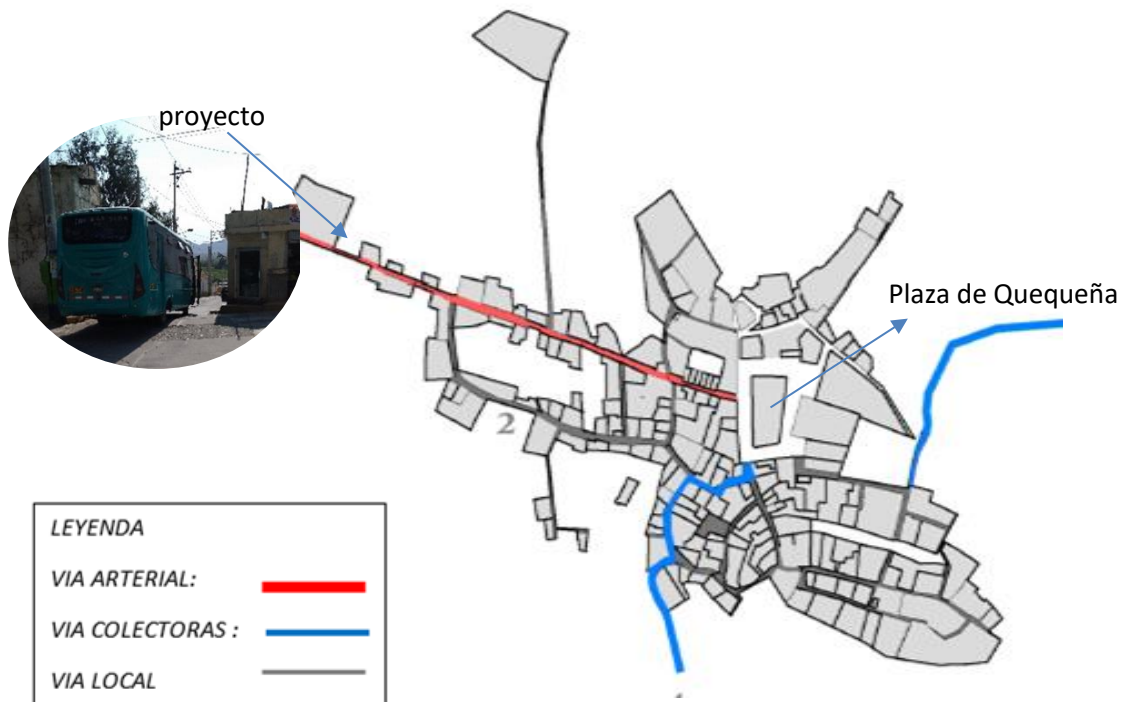 proyecto
Plaza de Quequeña
2
LEYENDA
VIA ARTERIAL:
VIA COLECTORAS :
VIA LOCAL